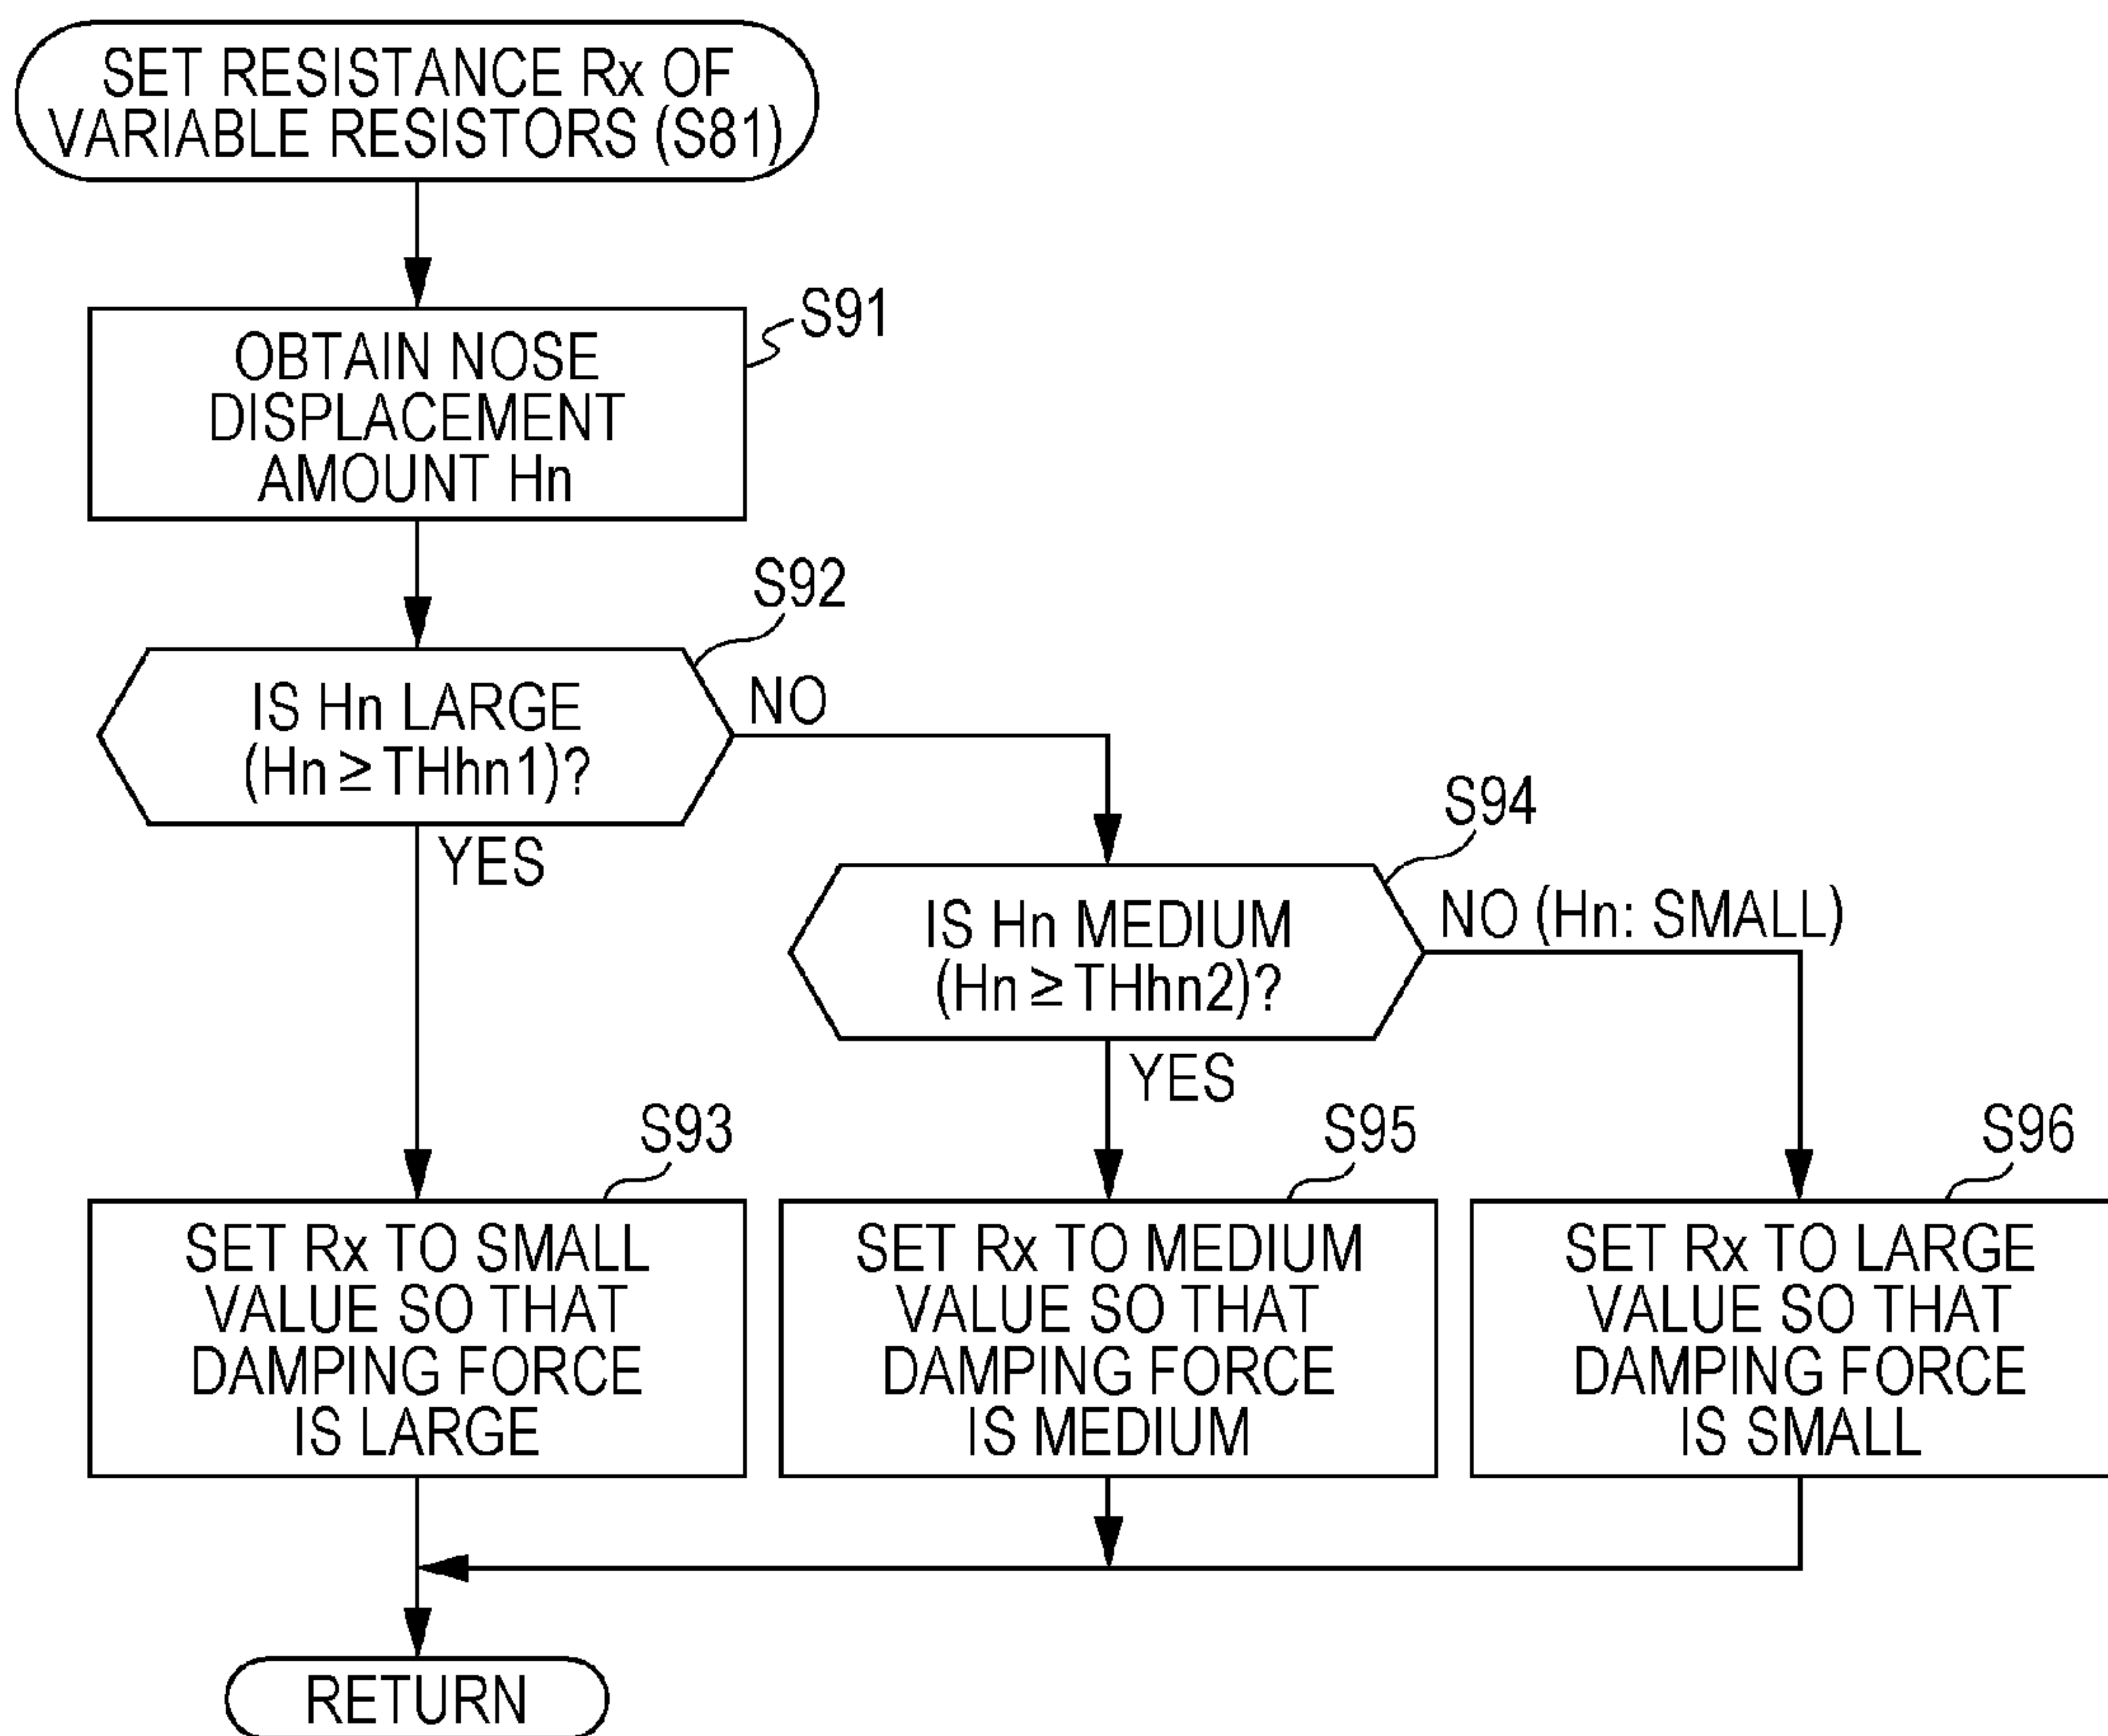 SET RESISTANCE Rx OF
VARIABLE RESISTORS (S81)
S91
OBTAIN NOSE
DISPLACEMENT
AMOUNT Hn
S92
IS Hn LARGE
(Hn ≥ THhn1)?
NO
YES
S94
IS Hn MEDIUM
(Hn ≥ THhn2)?
NO (Hn: SMALL)
YES
S93
SET Rx TO SMALL
VALUE SO THAT
DAMPING FORCE
IS LARGE
S95
SET Rx TO MEDIUM
VALUE SO THAT
DAMPING FORCE
IS MEDIUM
S96
SET Rx TO LARGE
VALUE SO THAT
DAMPING FORCE
IS SMALL
RETURN